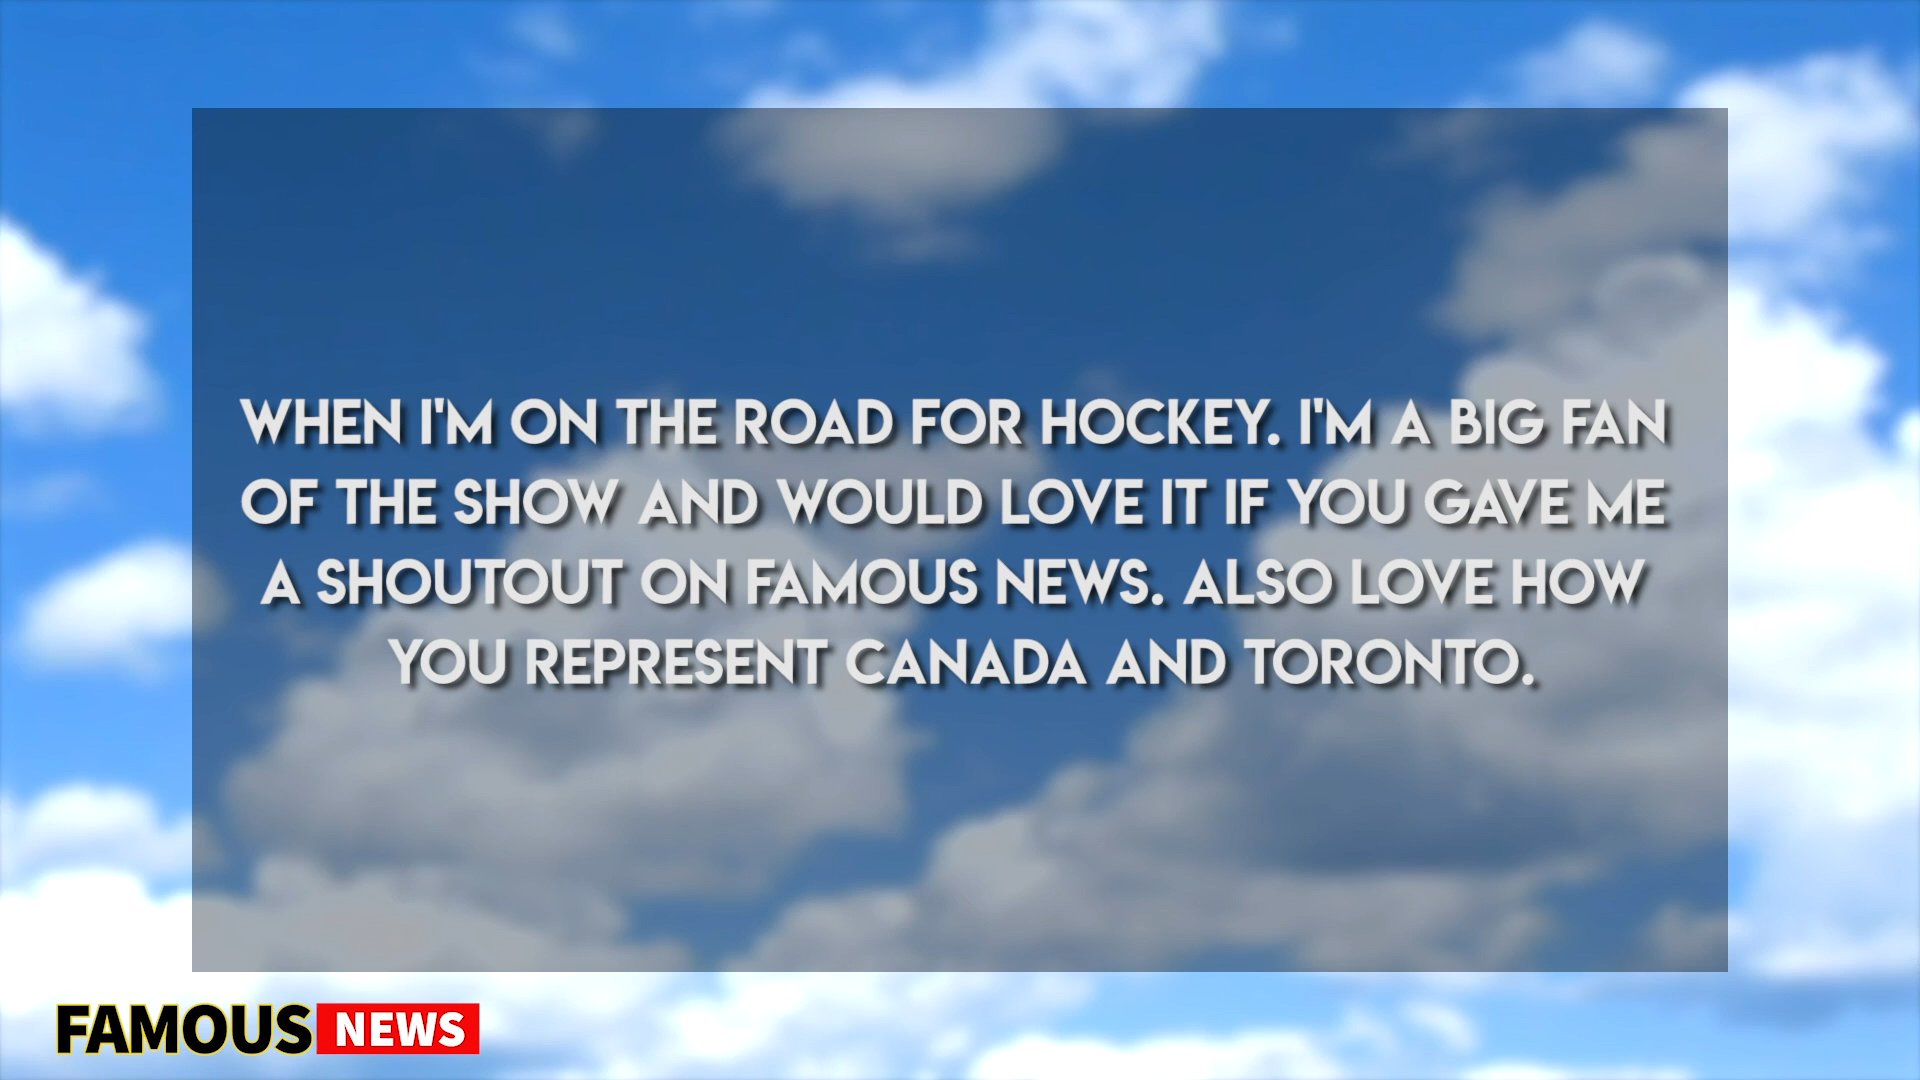 WHEN I'M ON THE ROAD FOR HOCKEY. I'M A BIG FAN
OF THE SHOW AND WOULD LOVE IT IF YOU GAVE ME
A SHOUTOUT ON FAMOUS NEWS. ALSO LOVE HOW
YOU REPRESENT CANADA AND TORONTO.
FAMOUS NEWS